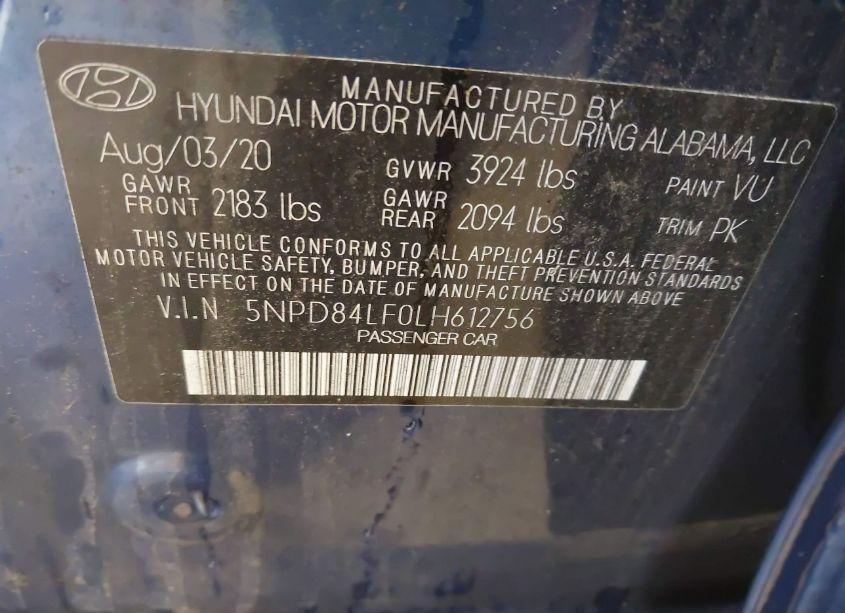 MANUFACTURED BY
HYUNDAI MOTOR MANUFACTURING ALABAMA, LLC
Aug/03/20 GVWR 3924 lbs PAINT VU
GAWR FRONT 2183 lbs GAWR REAR 2094 lbs TRIM PK
THIS VEHICLE CONFORMS TO ALL APPLICABLE U.S.A. FEDERAL
MOTOR VEHICLE SAFETY, BUMPER, AND THEFT PREVENTION STANDARDS
IN EFFECT ON THE DATE OF MANUFACTURE SHOWN ABOVE
V.I.N 5NPD84LF0LH612756
PASSENGER CAR